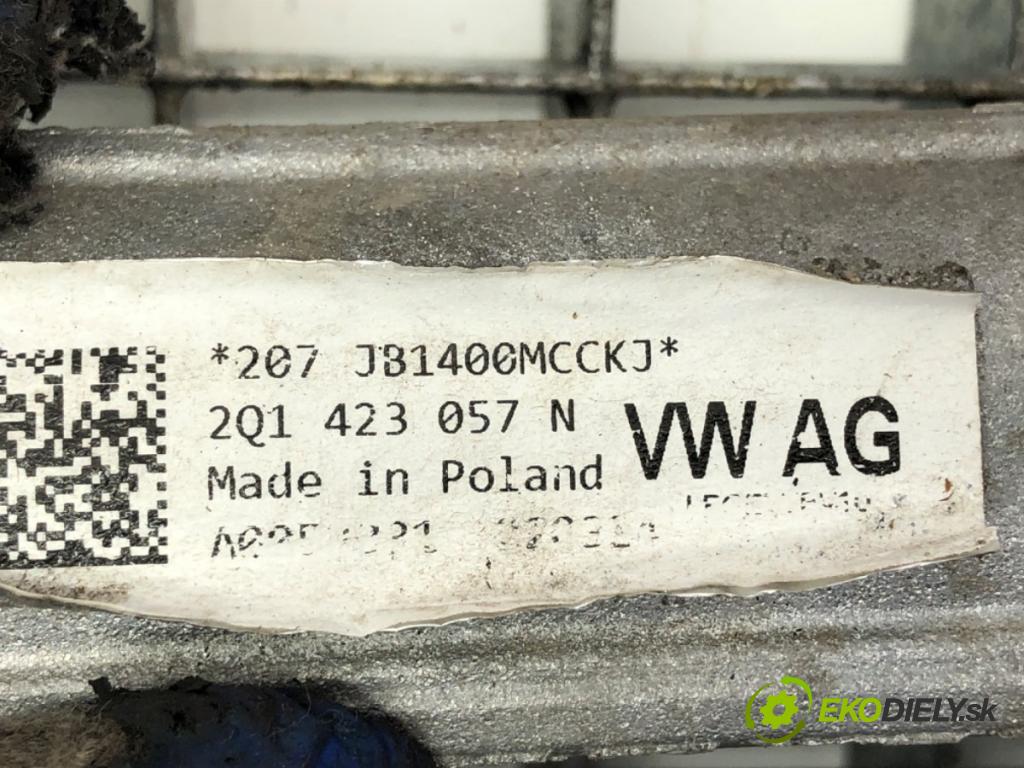 *207 JB1400MCCKJ*
2Q1 423 057 N
VW AG
Made in Poland
EKODIELY.sk